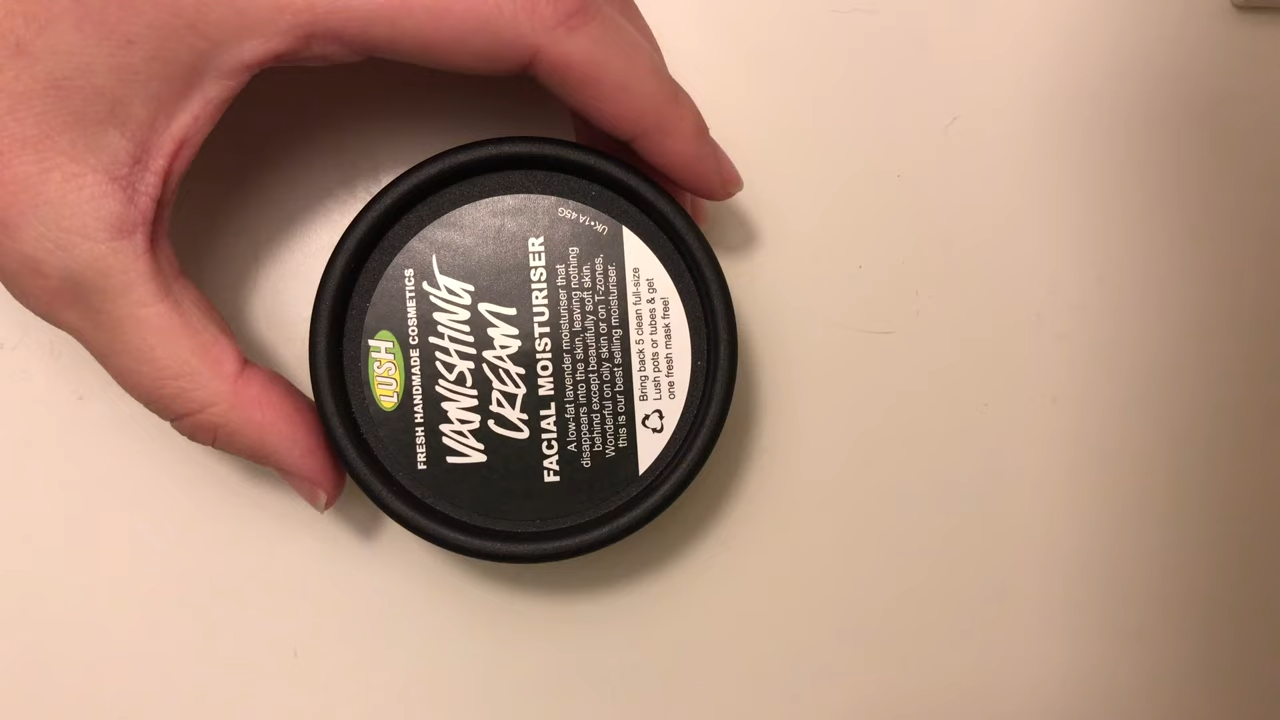 LUSH
FRESH HANDMADE COSMETICS
VANISHING
CREAM
FACIAL MOISTURISER
A low-fat lavender moisturiser that
disappears into the skin, leaving nothing
behind except beautifully soft skin.
Wonderful on oily skin or on T-zones,
this is our best selling moisturiser.
Bring back 5 clean full-size
Lush pots or tubes & get
one fresh mask free!
UK•1A 45G